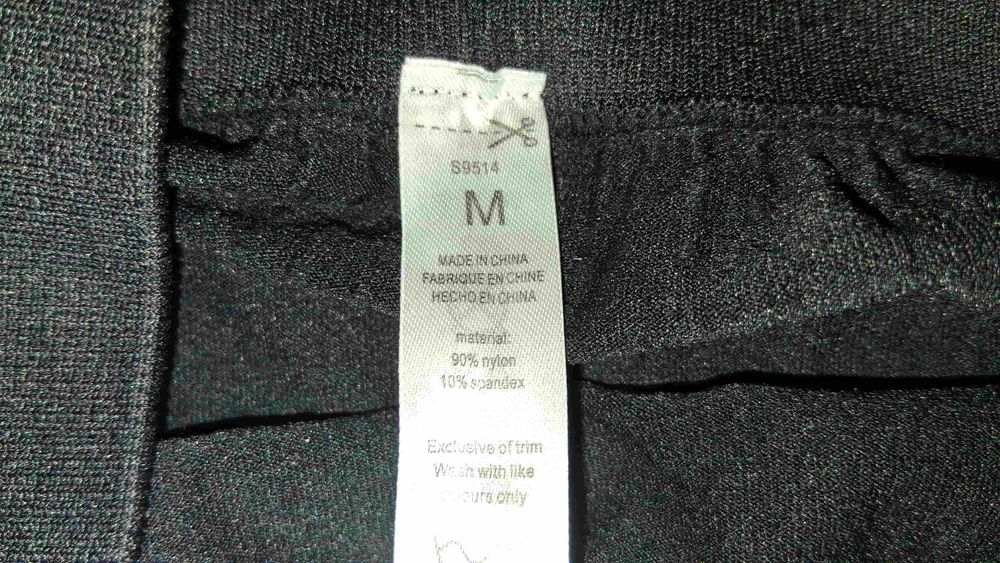 S9514
M
MADE IN CHINA
FABRIQUE EN CHINE
HECHO EN CHINA
material:
90% nylon
10% spandex
Exclusive of trim
Wash with like
colours only